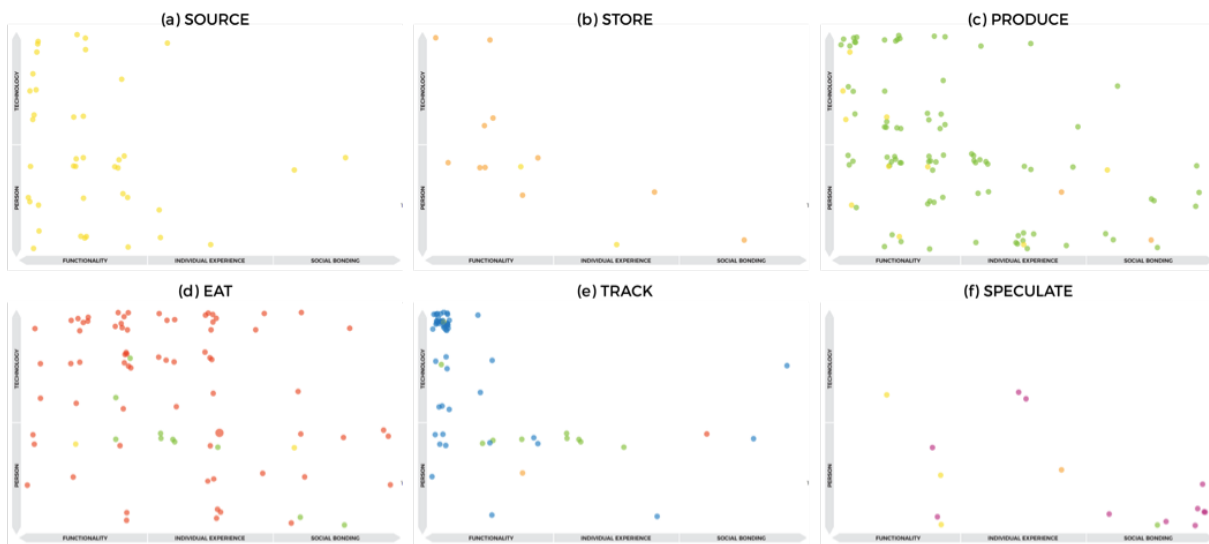 (a) SOURCE
(b) STORE
(c) PRODUCE
TECHNOLOGY
PERSON
FUNCTIONALITY
INDIVIDUAL EXPERIENCE
SOCIAL BONDING
TECHNOLOGY
PERSON
FUNCTIONALITY
INDIVIDUAL EXPERIENCE
SOCIAL BONDING
TECHNOLOGY
PERSON
FUNCTIONALITY
INDIVIDUAL EXPERIENCE
SOCIAL BONDING
(d) EAT
(e) TRACK
(f) SPECULATE
TECHNOLOGY
PERSON
FUNCTIONALITY
INDIVIDUAL EXPERIENCE
SOCIAL BONDING
TECHNOLOGY
PERSON
FUNCTIONALITY
INDIVIDUAL EXPERIENCE
SOCIAL BONDING
TECHNOLOGY
PERSON
FUNCTIONALITY
INDIVIDUAL EXPERIENCE
SOCIAL BONDING